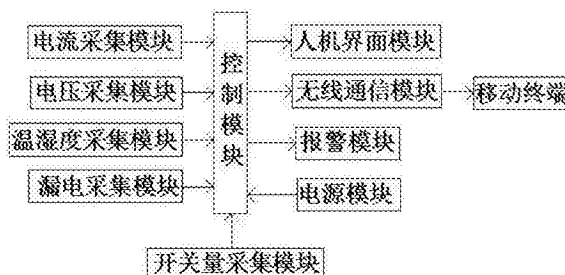 电流采集模块
电压采集模块
温湿度采集模块
漏电采集模块
控制模块
人机界面模块
无线通信模块
移动终端
报警模块
电源模块
开关量采集模块